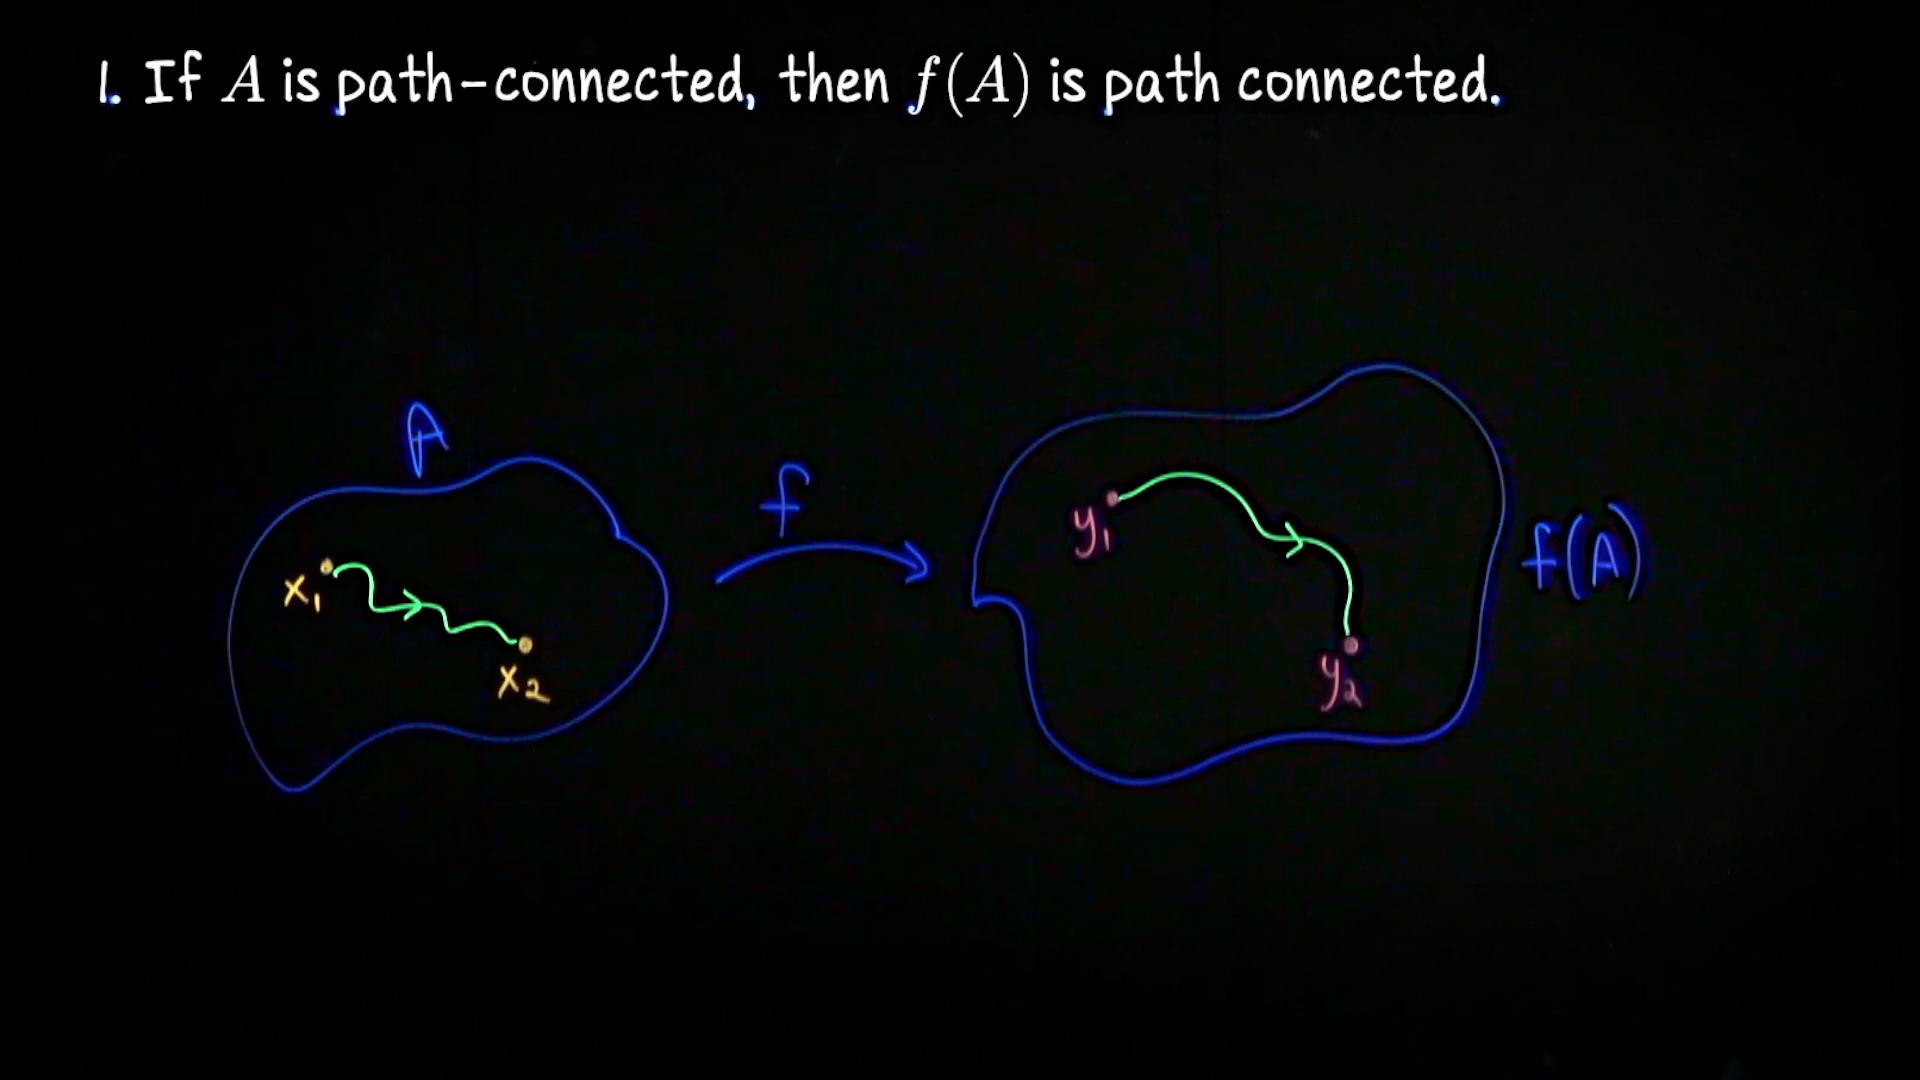 1. If A is path-connected, then f(A) is path connected.
A
f
y₁
f(A)
x₁
x₂
y₂